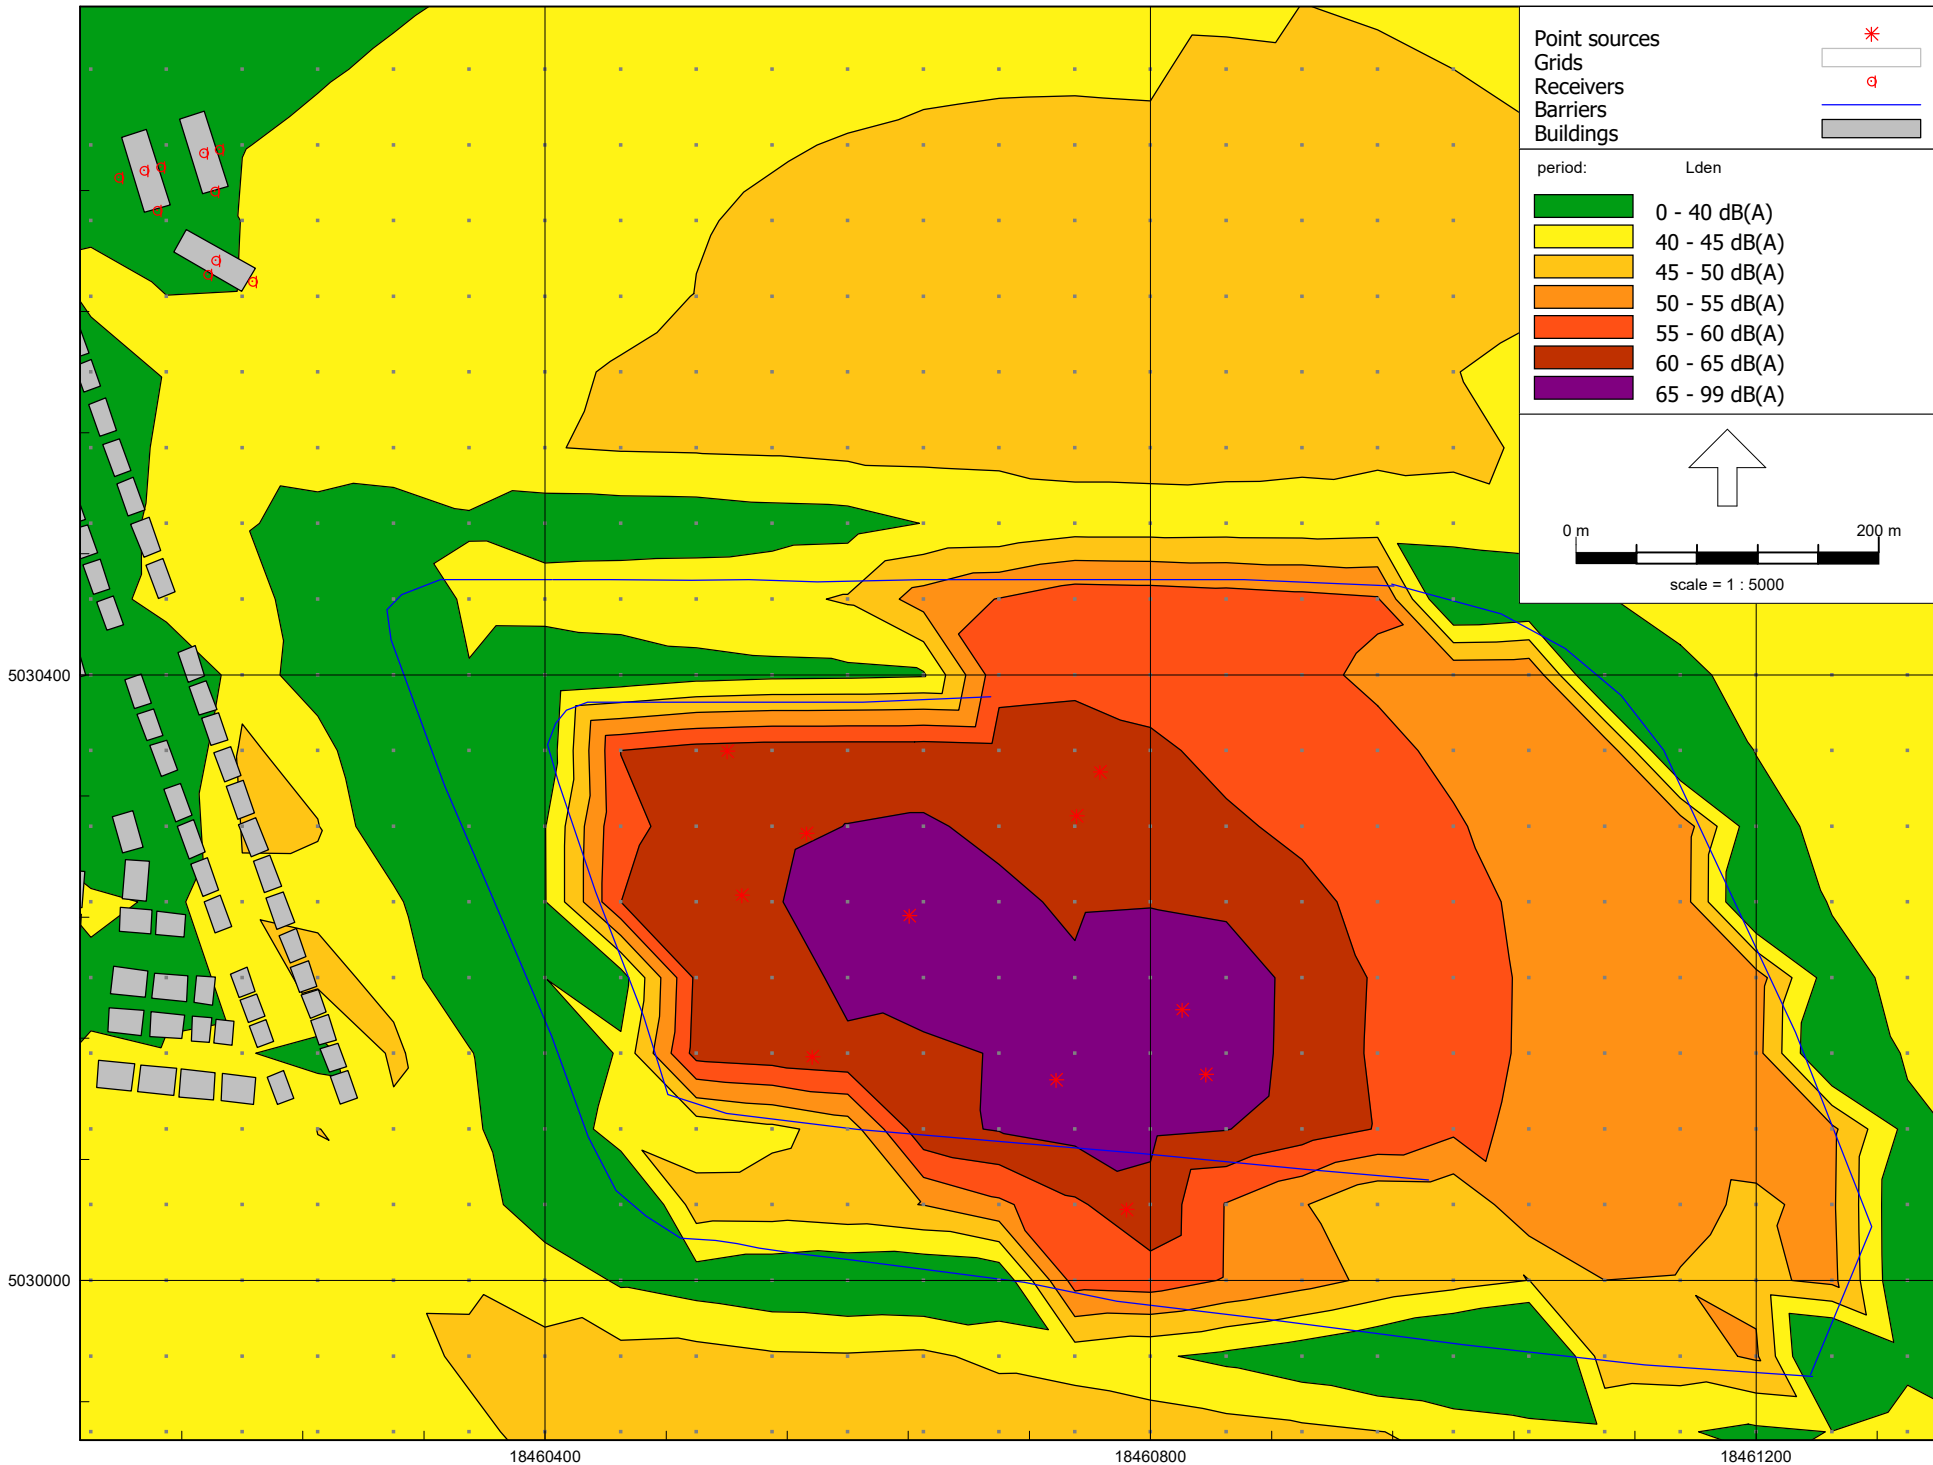 Point sources
Grids
Receivers
Barriers
Buildings
period: Lden
0 - 40 dB(A)
40 - 45 dB(A)
45 - 50 dB(A)
50 - 55 dB(A)
55 - 60 dB(A)
60 - 65 dB(A)
65 - 99 dB(A)
0 m 200 m
scale = 1 : 5000
5030400
5030000
18460400 18460800 18461200